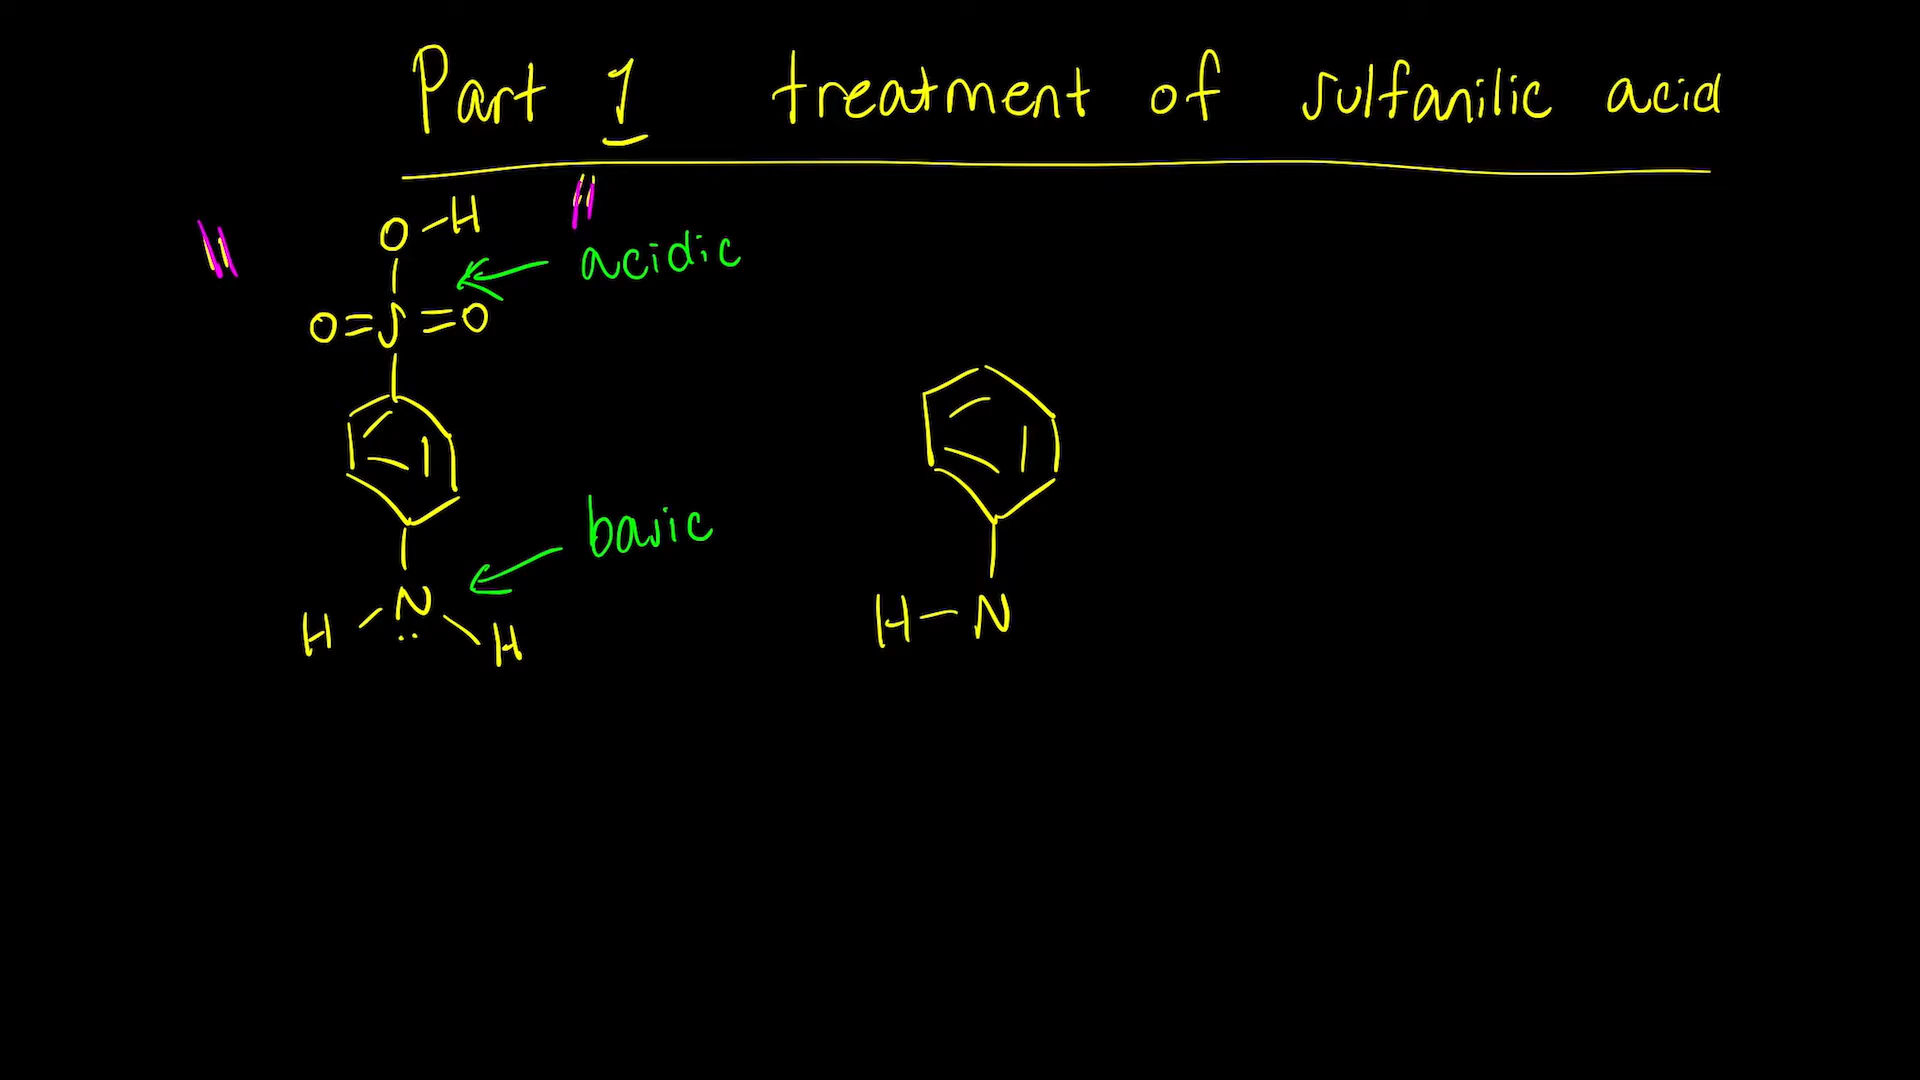 Part 1 treatment of sulfanilic acid
O-H
acidic
O=S=O
basic
N
H H
H-N